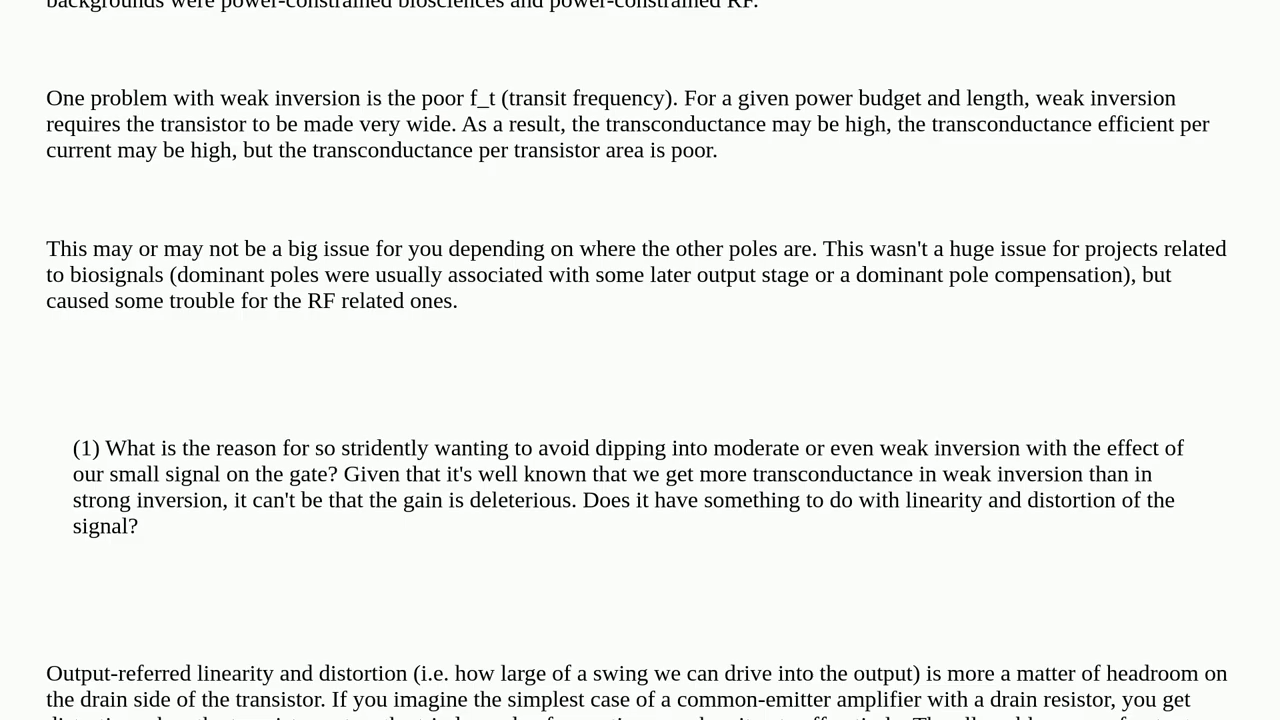 backgrounds were power-constrained biosciences and power-constrained RF.
One problem with weak inversion is the poor f_t (transit frequency). For a given power budget and length, weak inversion
requires the transistor to be made very wide. As a result, the transconductance may be high, the transconductance efficient per
current may be high, but the transconductance per transistor area is poor.
This may or may not be a big issue for you depending on where the other poles are. This wasn't a huge issue for projects related
to biosignals (dominant poles were usually associated with some later output stage or a dominant pole compensation), but
caused some trouble for the RF related ones.
(1) What is the reason for so stridently wanting to avoid dipping into moderate or even weak inversion with the effect of
our small signal on the gate? Given that it's well known that we get more transconductance in weak inversion than in
strong inversion, it can't be that the gain is deleterious. Does it have something to do with linearity and distortion of the
signal?
Output-referred linearity and distortion (i.e. how large of a swing we can drive into the output) is more a matter of headroom on
the drain side of the transistor. If you imagine the simplest case of a common-emitter amplifier with a drain resistor, you get